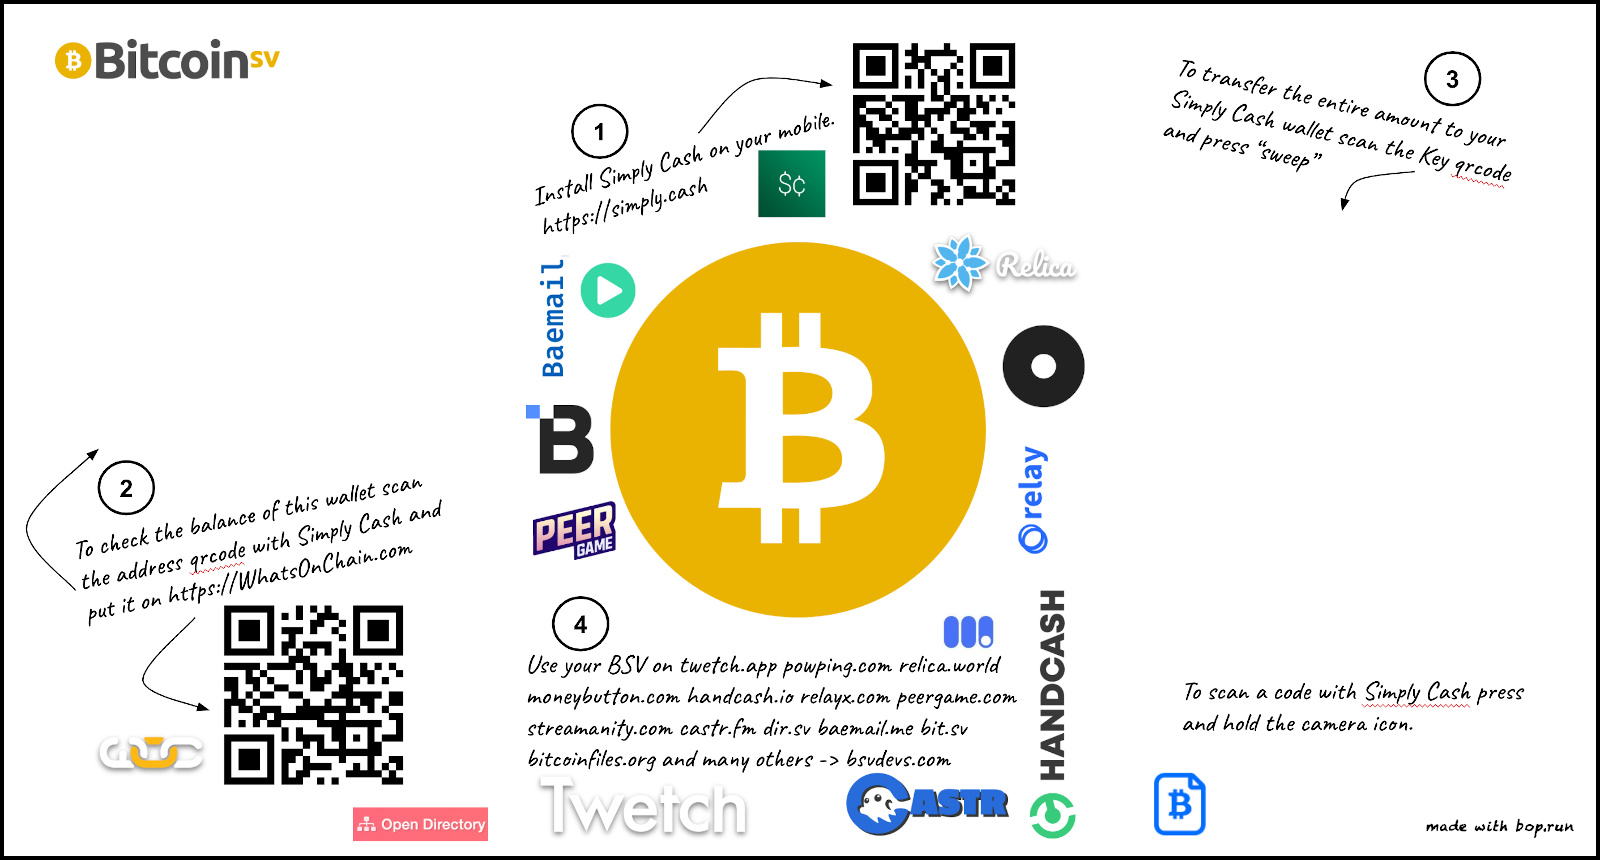 Bitcoin SV
1
Install Simply Cash on your mobile.
https://simply.cash
$¢
3
To transfer the entire amount to your
Simply Cash wallet scan the Key qrcode
and press “sweep”
Baemail
Relica
B
relay
PEER
GAME
2
To check the balance of this wallet scan
the address qrcode with Simply Cash and
put it on https://WhatsOnChain.com
4
Use your BSV on twetch.app powping.com relica.world
moneybutton.com handcash.io relayx.com peergame.com
streamanity.com castr.fm dir.sv baemail.me bit.sv
bitcoinfiles.org and many others -> bsvdevs.com
HANDCASH
To scan a code with Simply Cash press
and hold the camera icon.
Open Directory
Twetch
CASTR
made with bop.run